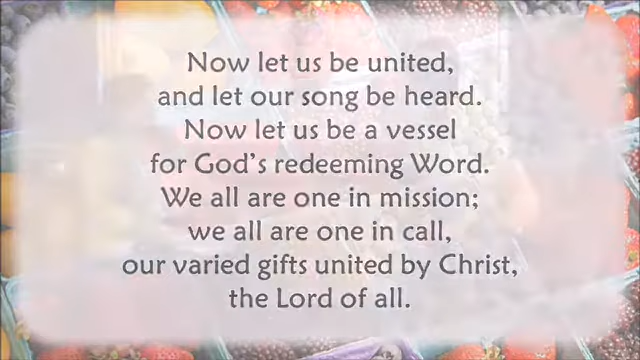 Now let us be united,
and let our song be heard.
Now let us be a vessel
for God's redeeming Word.
We all are one in mission;
we all are one in call,
our varied gifts united by Christ,
the Lord of all.